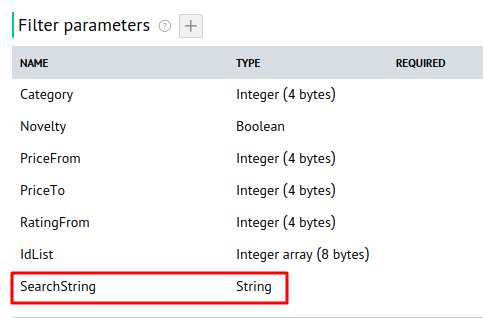 Filter parameters ? +
NAME TYPE REQUIRED
Category Integer (4 bytes)
Novelty Boolean
PriceFrom Integer (4 bytes)
PriceTo Integer (4 bytes)
RatingFrom Integer (4 bytes)
IdList Integer array (8 bytes)
SearchString String